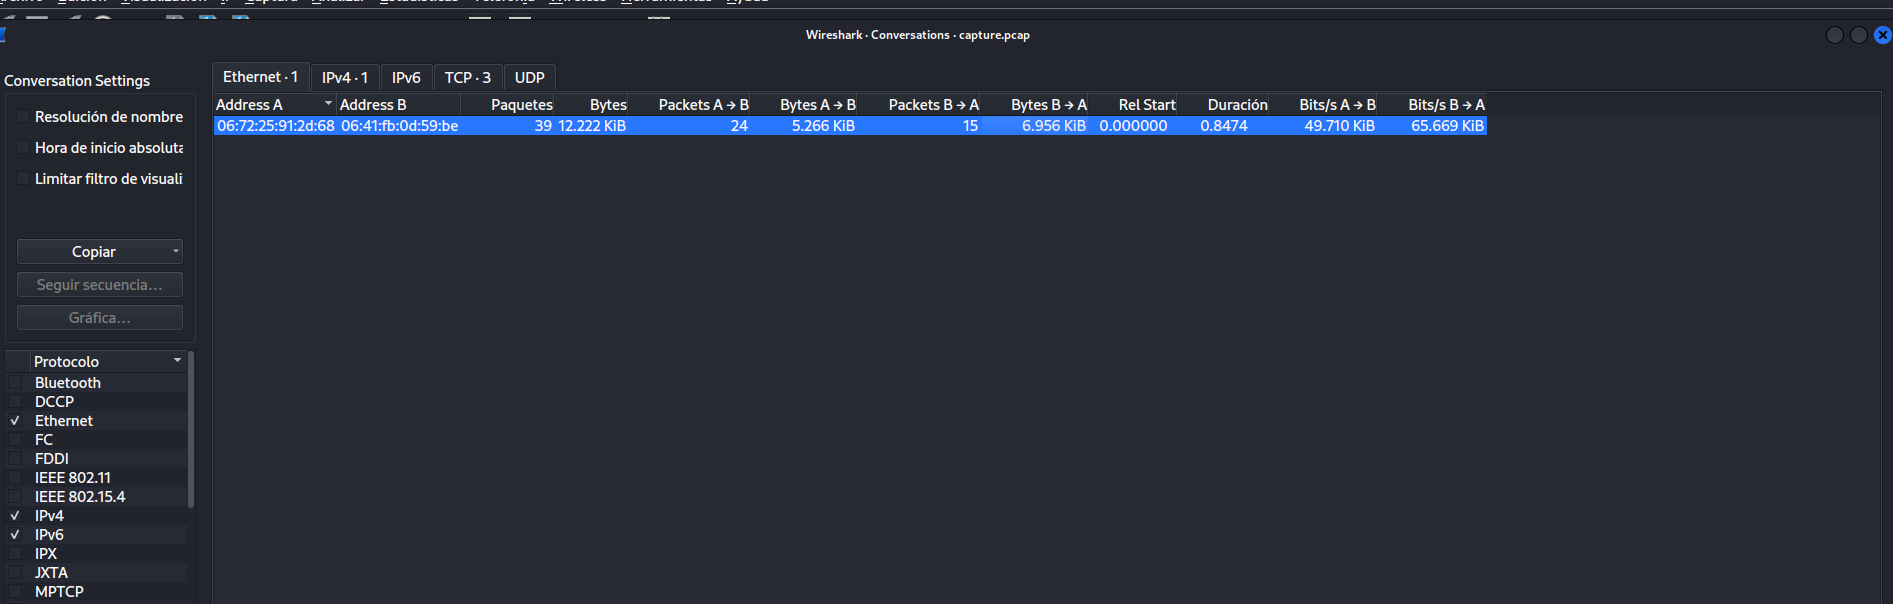 Wireshark · Conversations · capture.pcap
Conversation Settings
Ethernet · 1 IPv4 · 1 IPv6 TCP · 3 UDP
Address A Address B Paquetes Bytes Packets A → B Bytes A → B Packets B → A Bytes B → A Rel Start Duración Bits/s A → B Bits/s B → A
06:72:25:91:2d:68 06:41:fb:0d:59:be 39 12.222 KiB 24 5.266 KiB 15 6.956 KiB 0.000000 0.8474 49.710 KiB 65.669 KiB
Resolución de nombre
Hora de inicio absoluta
Limitar filtro de visuali
Copiar
Seguir secuencia…
Gráfica…
Protocolo
Bluetooth
DCCP
Ethernet
FC
FDDI
IEEE 802.11
IEEE 802.15.4
IPv4
IPv6
IPX
JXTA
MPTCP